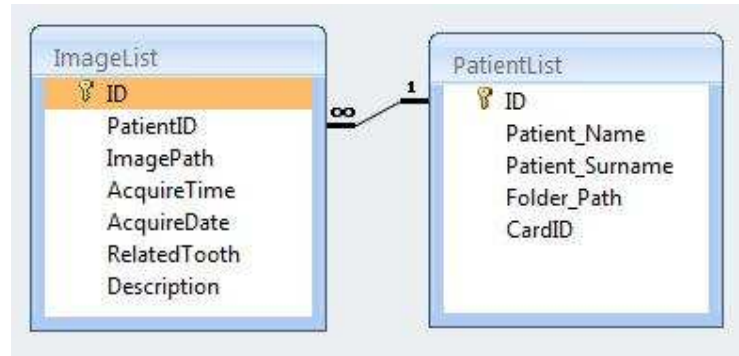 ImageList
ID
PatientID
ImagePath
AcquireTime
AcquireDate
RelatedTooth
Description
∞
1
PatientList
ID
Patient_Name
Patient_Surname
Folder_Path
CardID